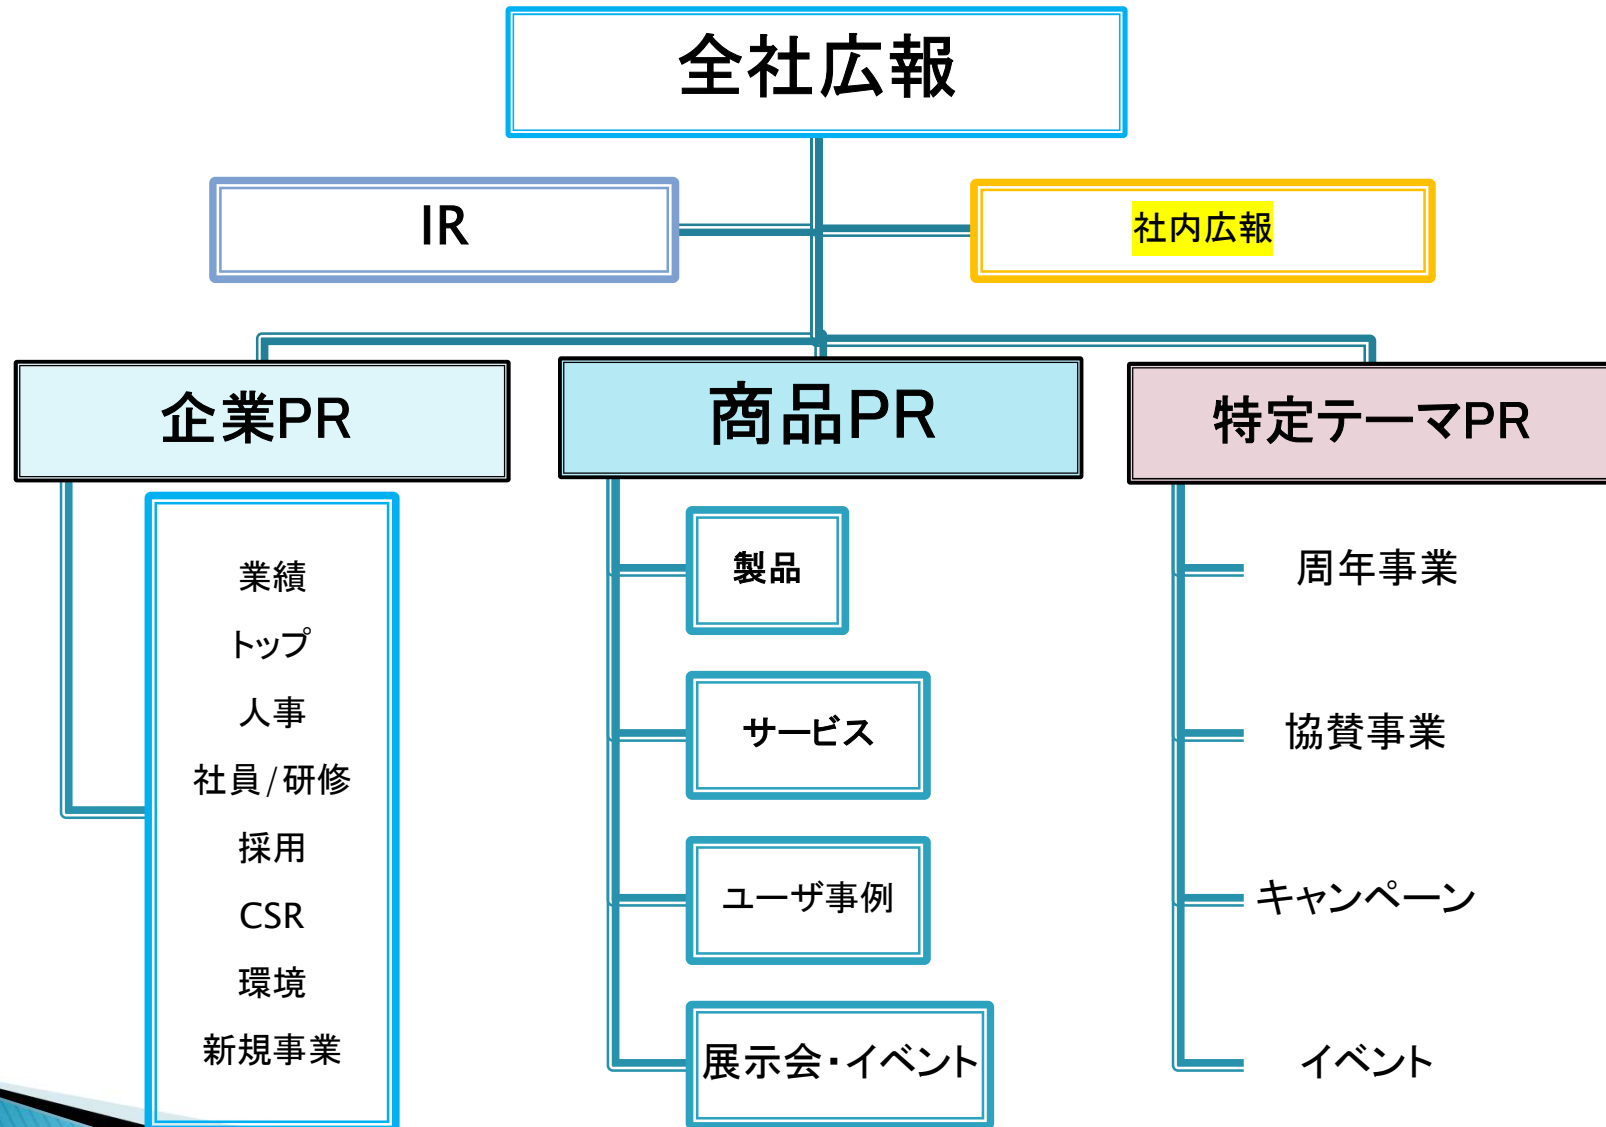 全社広報
IR
社内広報
企業PR
商品PR
特定テーマPR
業績
トップ
人事
社員/研修
採用
CSR
環境
新規事業
製品
サービス
ユーザ事例
展示会・イベント
周年事業
協賛事業
キャンペーン
イベント